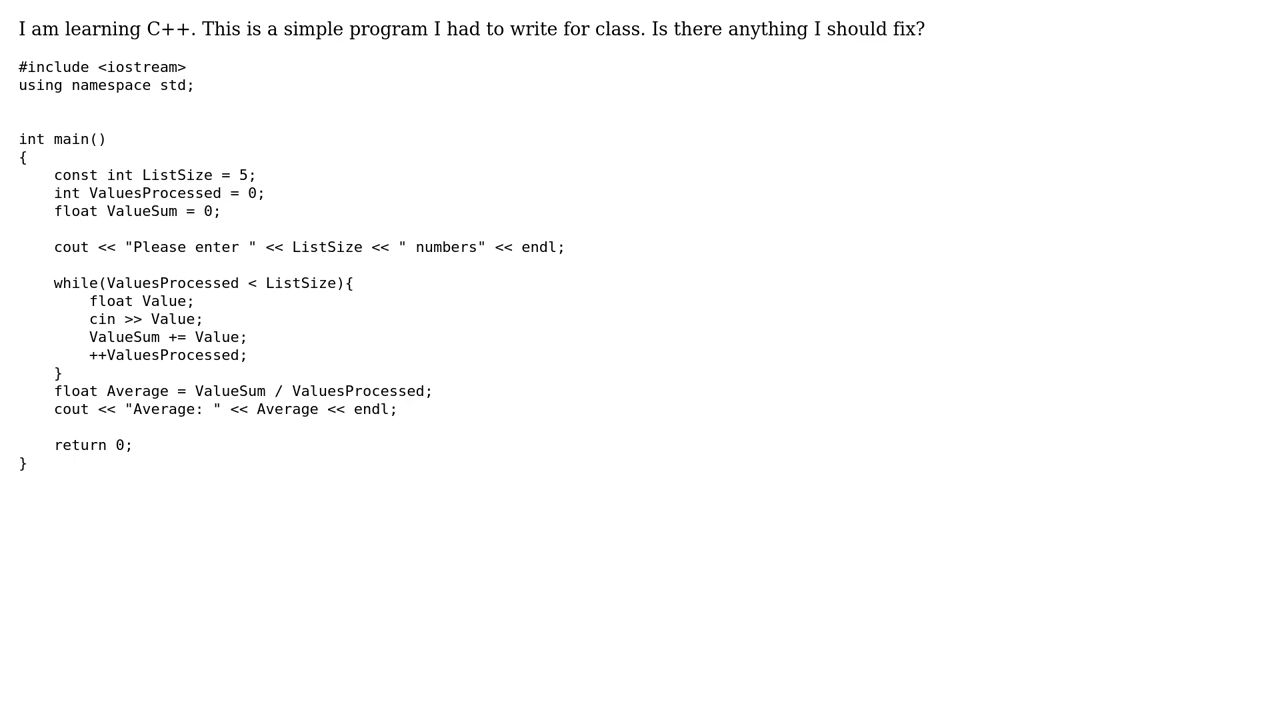 I am learning C++. This is a simple program I had to write for class. Is there anything I should fix?
#include <iostream>
using namespace std;
int main()
{
    const int ListSize = 5;
    int ValuesProcessed = 0;
    float ValueSum = 0;
    cout << "Please enter " << ListSize << " numbers" << endl;
    while(ValuesProcessed < ListSize){
        float Value;
        cin >> Value;
        ValueSum += Value;
        ++ValuesProcessed;
    }
    float Average = ValueSum / ValuesProcessed;
    cout << "Average: " << Average << endl;
    return 0;
}